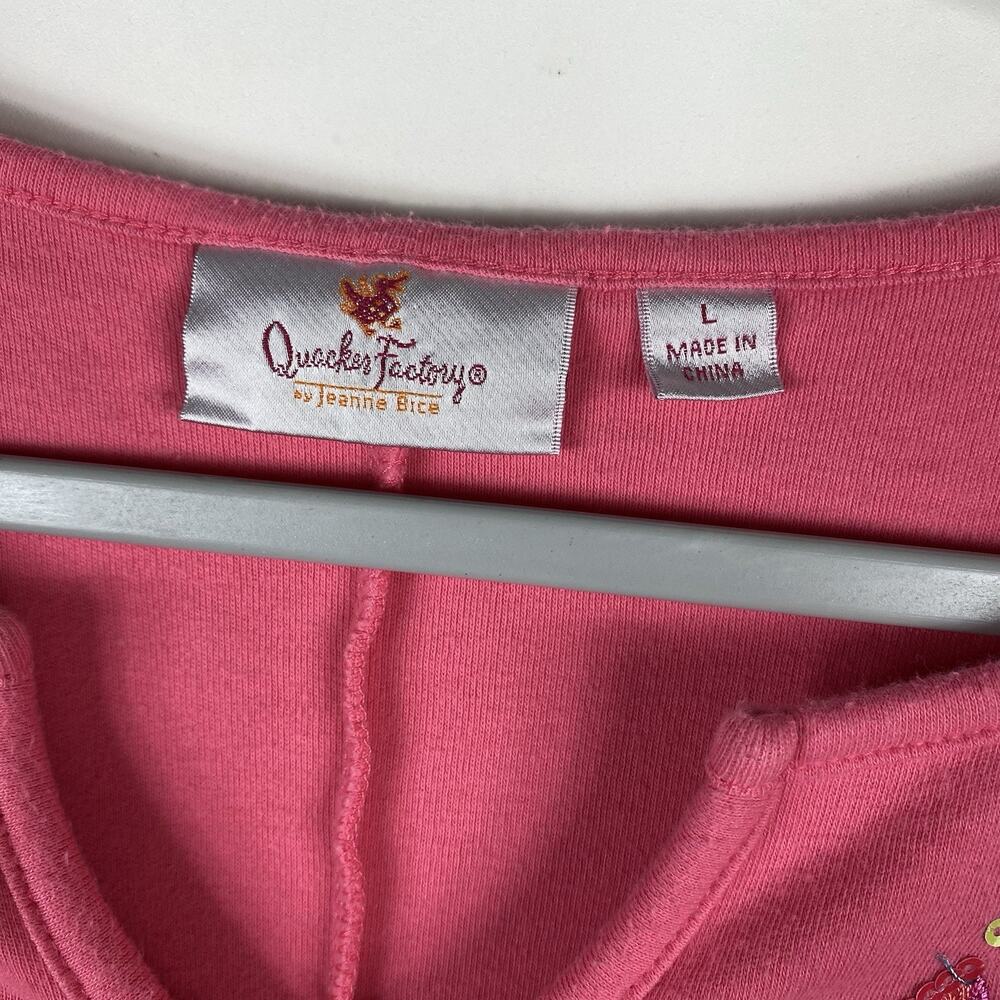 Quacker Factory®
by Jeanne Bice
L
MADE IN
CHINA